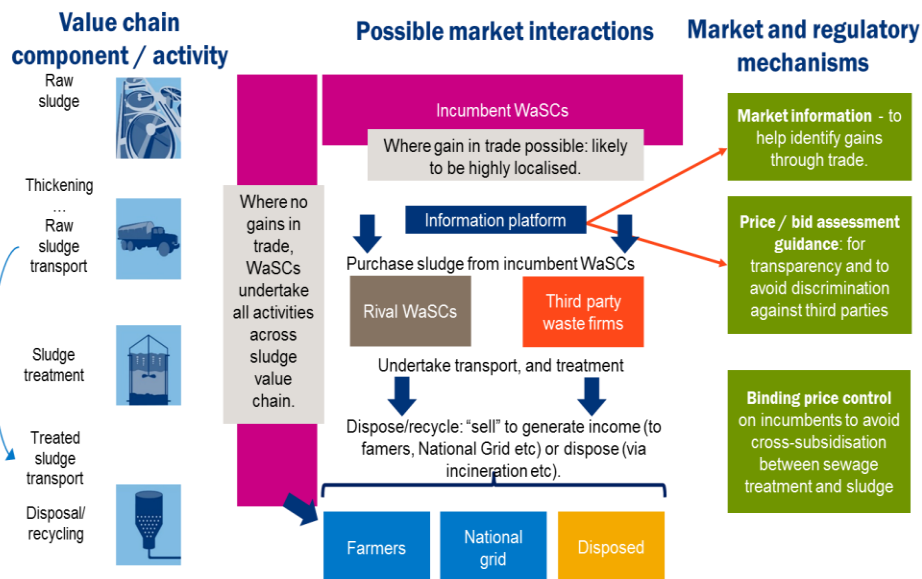 Value chain
component / activity
Raw
sludge
Thickening
...
Raw
sludge
transport
Sludge
treatment
Treated
sludge
transport
Disposal/
recycling
Possible market interactions
Incumbent WaSCs
Where gain in trade possible: likely
to be highly localised.
Where no
gains in
trade,
WaSCs
undertake
all activities
across
sludge
value
chain.
Information platform
Purchase sludge from incumbent WaSCs
Rival WaSCs
Third party
waste firms
Undertake transport, and treatment
Dispose/recycle: “sell” to generate income (to
famers, National Grid etc) or dispose (via
incineration etc).
Farmers
National
grid
Disposed
Market and regulatory
mechanisms
Market information - to
help identify gains
through trade.
Price / bid assessment
guidance: for
transparency and to
avoid discrimination
against third parties
Binding price control
on incumbents to avoid
cross-subsidisation
between sewage
treatment and sludge